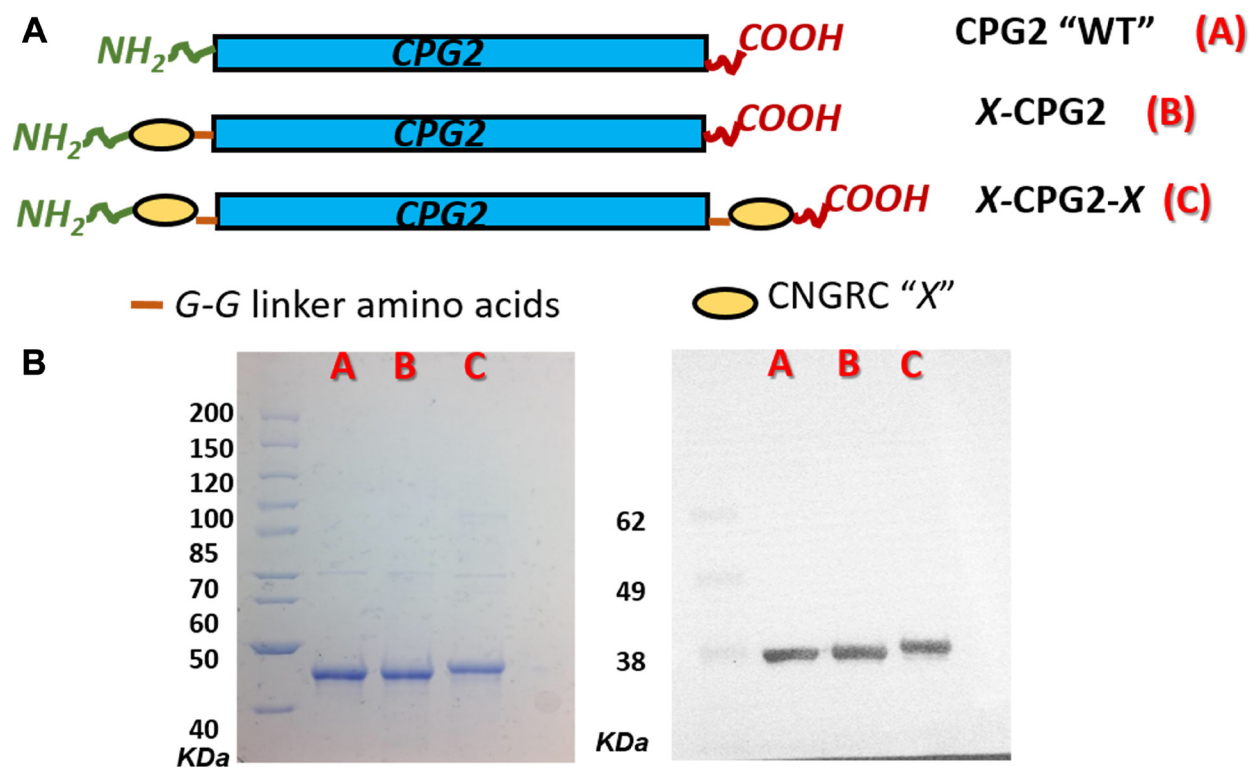 A
NH2 CPG2 COOH CPG2 “WT” (A)
NH2 CPG2 COOH X-CPG2 (B)
NH2 CPG2 COOH X-CPG2-X (C)
G-G linker amino acids CNGRC “X”
B
A B C
200
150
120
100
85
70
60
50
40
KDa
A B C
62
49
38
KDa